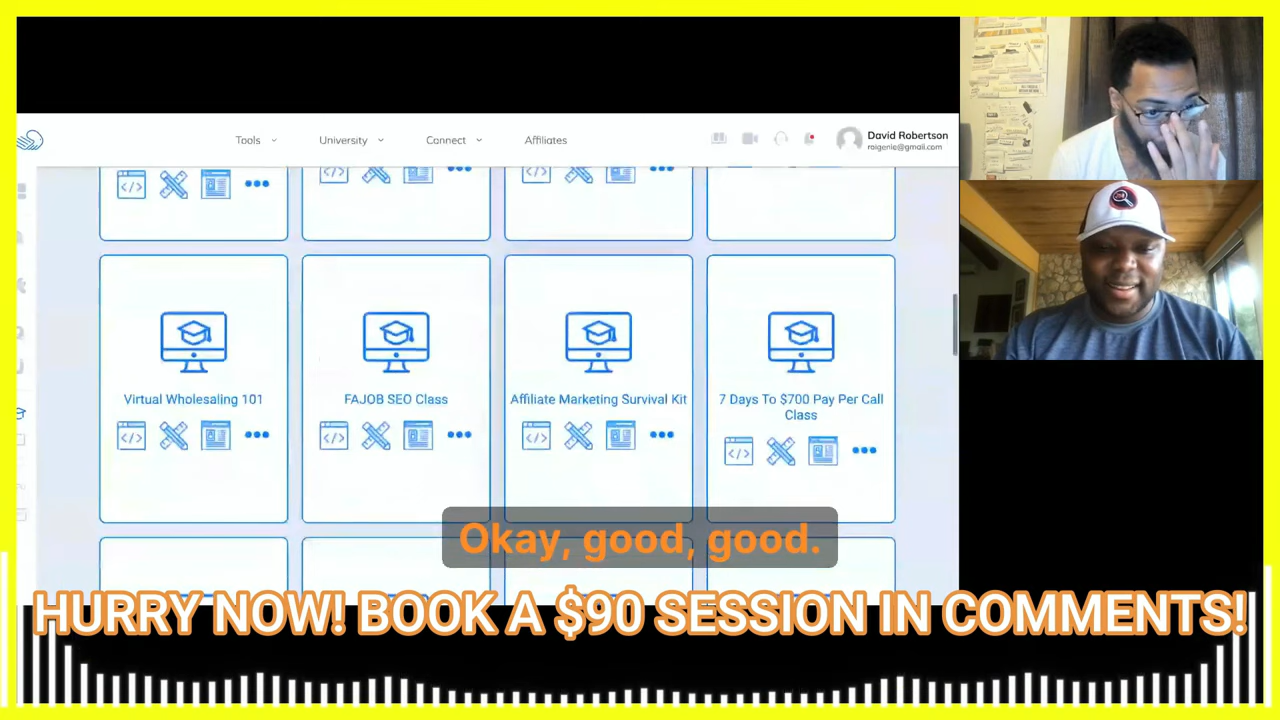 Tools
University
Connect
Affiliates
David Robertson
raigenie@gmail.com
Virtual Wholesaling 101
FAJOB SEO Class
Affiliate Marketing Survival Kit
7 Days To $700 Pay Per Call
Class
Okay, good, good.
HURRY NOW! BOOK A $90 SESSION IN COMMENTS!